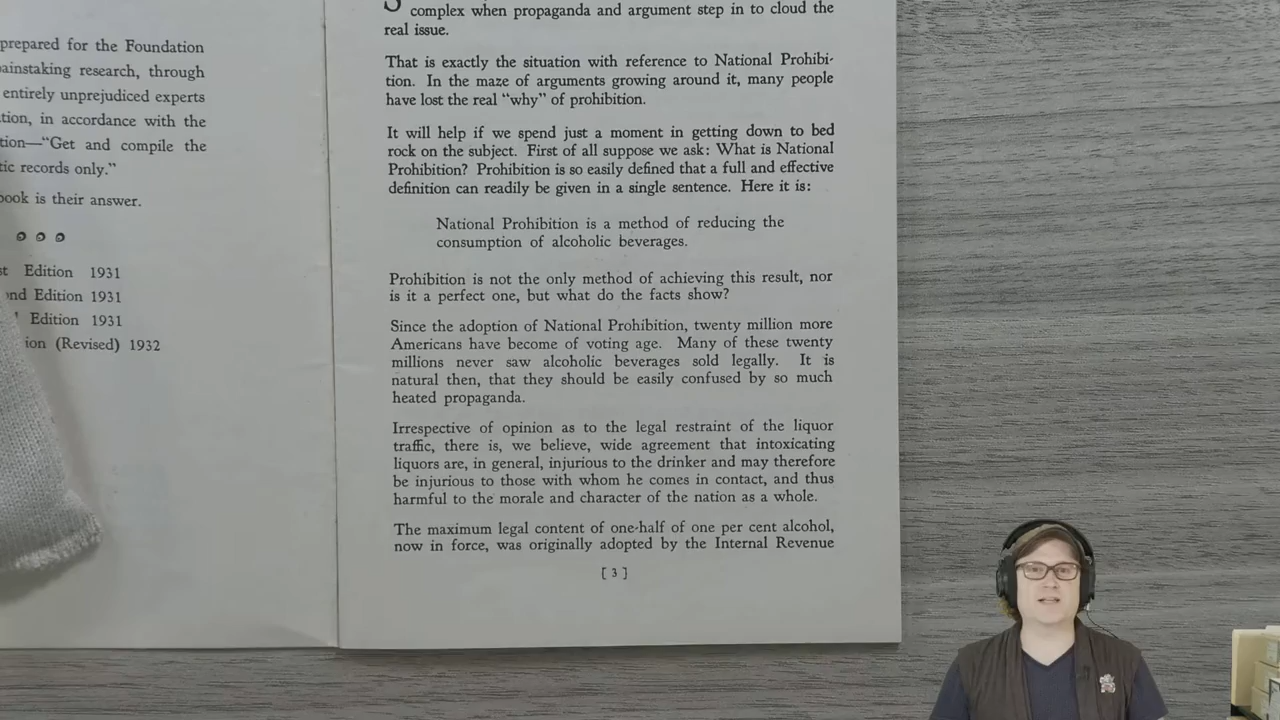 prepared for the Foundation
research, through
entirely unprejudiced experts
in accordance with the
"Get and compile the
records only."
is their answer.
Edition 1931
Edition 1931
Edition 1931
(Revised) 1932
complex when propaganda and argument step in to cloud the
real issue.
That is exactly the situation with reference to National Prohibi-
tion. In the maze of arguments growing around it, many people
have lost the real "why" of prohibition.
It will help if we spend just a moment in getting down to bed
rock on the subject. First of all suppose we ask: What is National
Prohibition? Prohibition is so easily defined that a full and effective
definition can readily be given in a single sentence. Here it is:
National Prohibition is a method of reducing the
consumption of alcoholic beverages.
Prohibition is not the only method of achieving this result, nor
is it a perfect one, but what do the facts show?
Since the adoption of National Prohibition, twenty million more
Americans have become of voting age. Many of these twenty
millions never saw alcoholic beverages sold legally. It is
natural then, that they should be easily confused by so much
heated propaganda.
Irrespective of opinion as to the legal restraint of the liquor
traffic, there is, we believe, wide agreement that intoxicating
liquors are, in general, injurious to the drinker and may therefore
be injurious to those with whom he comes in contact, and thus
harmful to the morale and character of the nation as a whole.
The maximum legal content of one-half of one per cent alcohol,
now in force, was originally adopted by the Internal Revenue
[ 3 ]